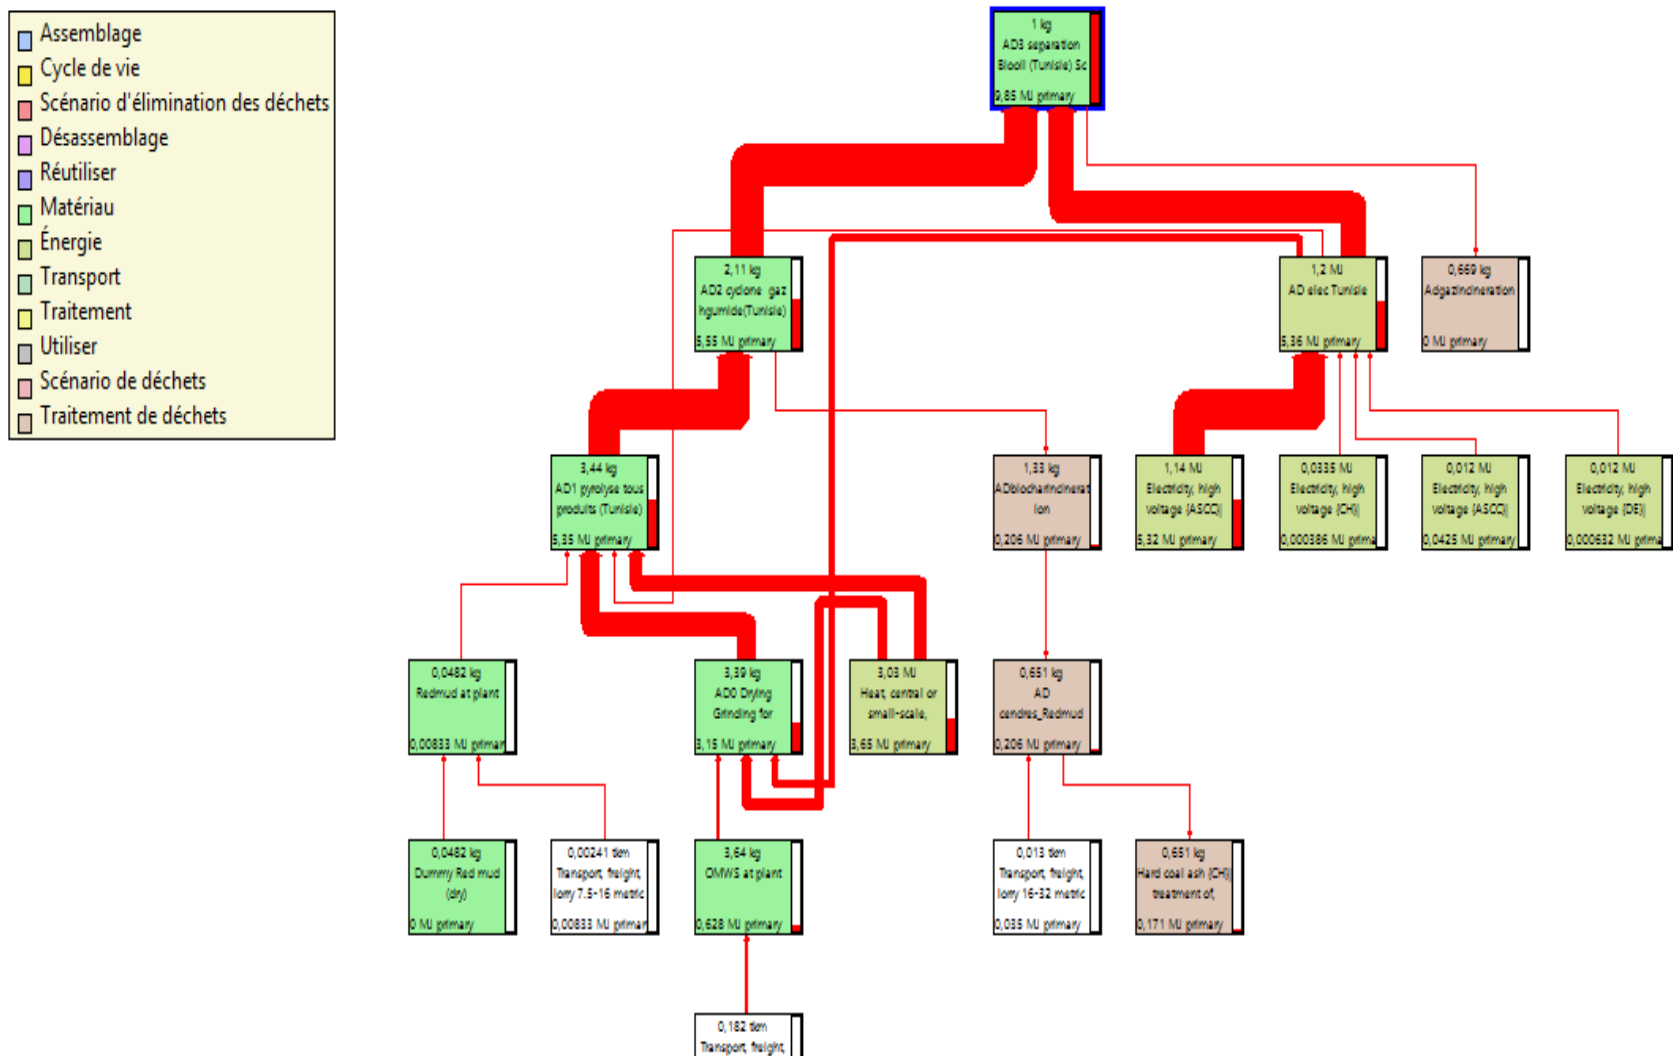 Assemblage
Cycle de vie
Scénario d'élimination des déchets
Désassemblage
Réutiliser
Matériau
Énergie
Transport
Traitement
Utiliser
Scénario de déchets
Traitement de déchets
1 kg
AD3 separation
Biooil (Tunisie) Sc
9,85 MJ primary
2,11 kg
AD2 cyclone gaz
hgumide(Tunisie)
5,55 MJ primary
1,2 MJ
AD elec Tunisie
5,36 MJ primary
0,669 kg
Adgazincineration
0 MJ primary
3,44 kg
AD1 pyrolyse tous
produits (Tunisie)
5,35 MJ primary
1,33 kg
ADbiocharincinerat
ion
0,206 MJ primary
1,14 MJ
Electricity, high
voltage {ASCC}|
5,32 MJ primary
0,0335 MJ
Electricity, high
voltage {CH}|
0,000386 MJ prima
0,012 MJ
Electricity, high
voltage {ASCC}|
0,0425 MJ primary
0,012 MJ
Electricity, high
voltage {DE}|
0,000632 MJ prima
0,0482 kg
Redmud at plant
0,00833 MJ primar
3,39 kg
AD0 Drying
Grinding for
3,15 MJ primary
3,03 MJ
Heat, central or
small-scale,
3,65 MJ primary
0,651 kg
AD
cendres_Redmud
0,206 MJ primary
0,0482 kg
Dummy Red mud
(dry)
0 MJ primary
0,00241 tkm
Transport, freight,
lorry 7.5-16 metric
0,00833 MJ primar
3,64 kg
OMWS at plant
0,628 MJ primary
0,013 tkm
Transport, freight,
lorry 16-32 metric
0,035 MJ primary
0,651 kg
Hard coal ash {CH}|
treatment of,
0,171 MJ primary
0,182 tkm
Transport, freight,